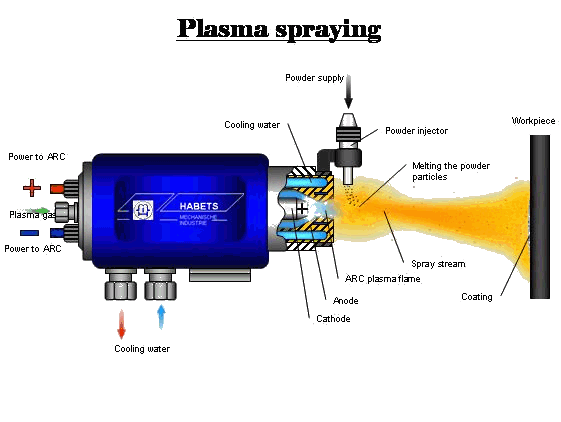 Plasma spraying
Powder supply
Cooling water
Powder injector
Workpiece
Power to ARC
Melting the powder
particles
+
Plasma gas
HABETS
MECHANISCHE
INDUSTRIE
+
Power to ARC
Spray stream
ARC plasma flame
Coating
Anode
Cathode
Cooling water